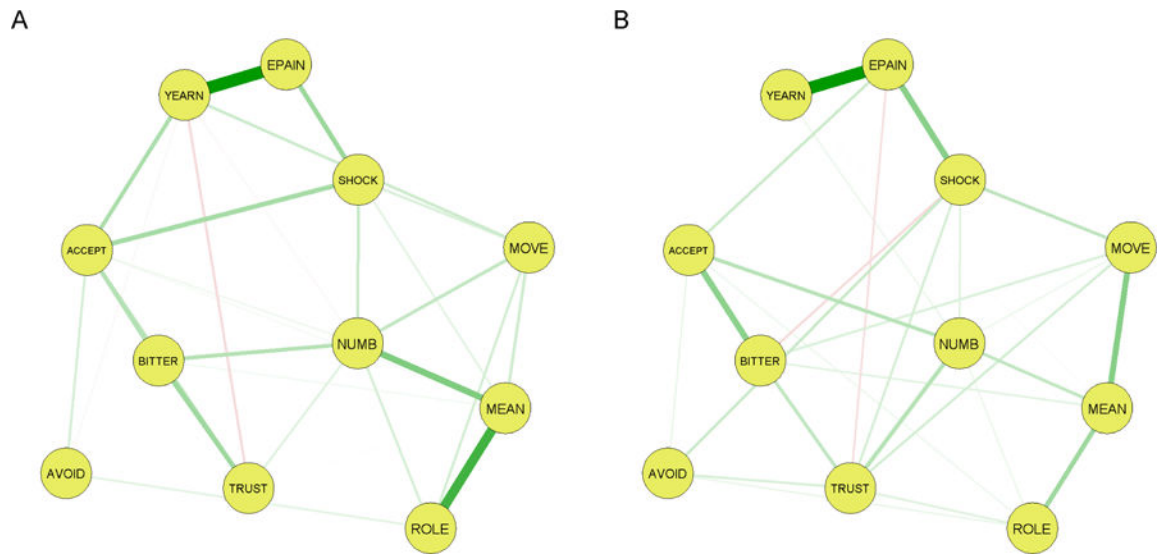 A
EPAIN
YEARN
SHOCK
ACCEPT
MOVE
NUMB
BITTER
MEAN
AVOID
TRUST
ROLE
B
EPAIN
YEARN
SHOCK
ACCEPT
MOVE
NUMB
BITTER
MEAN
AVOID
TRUST
ROLE